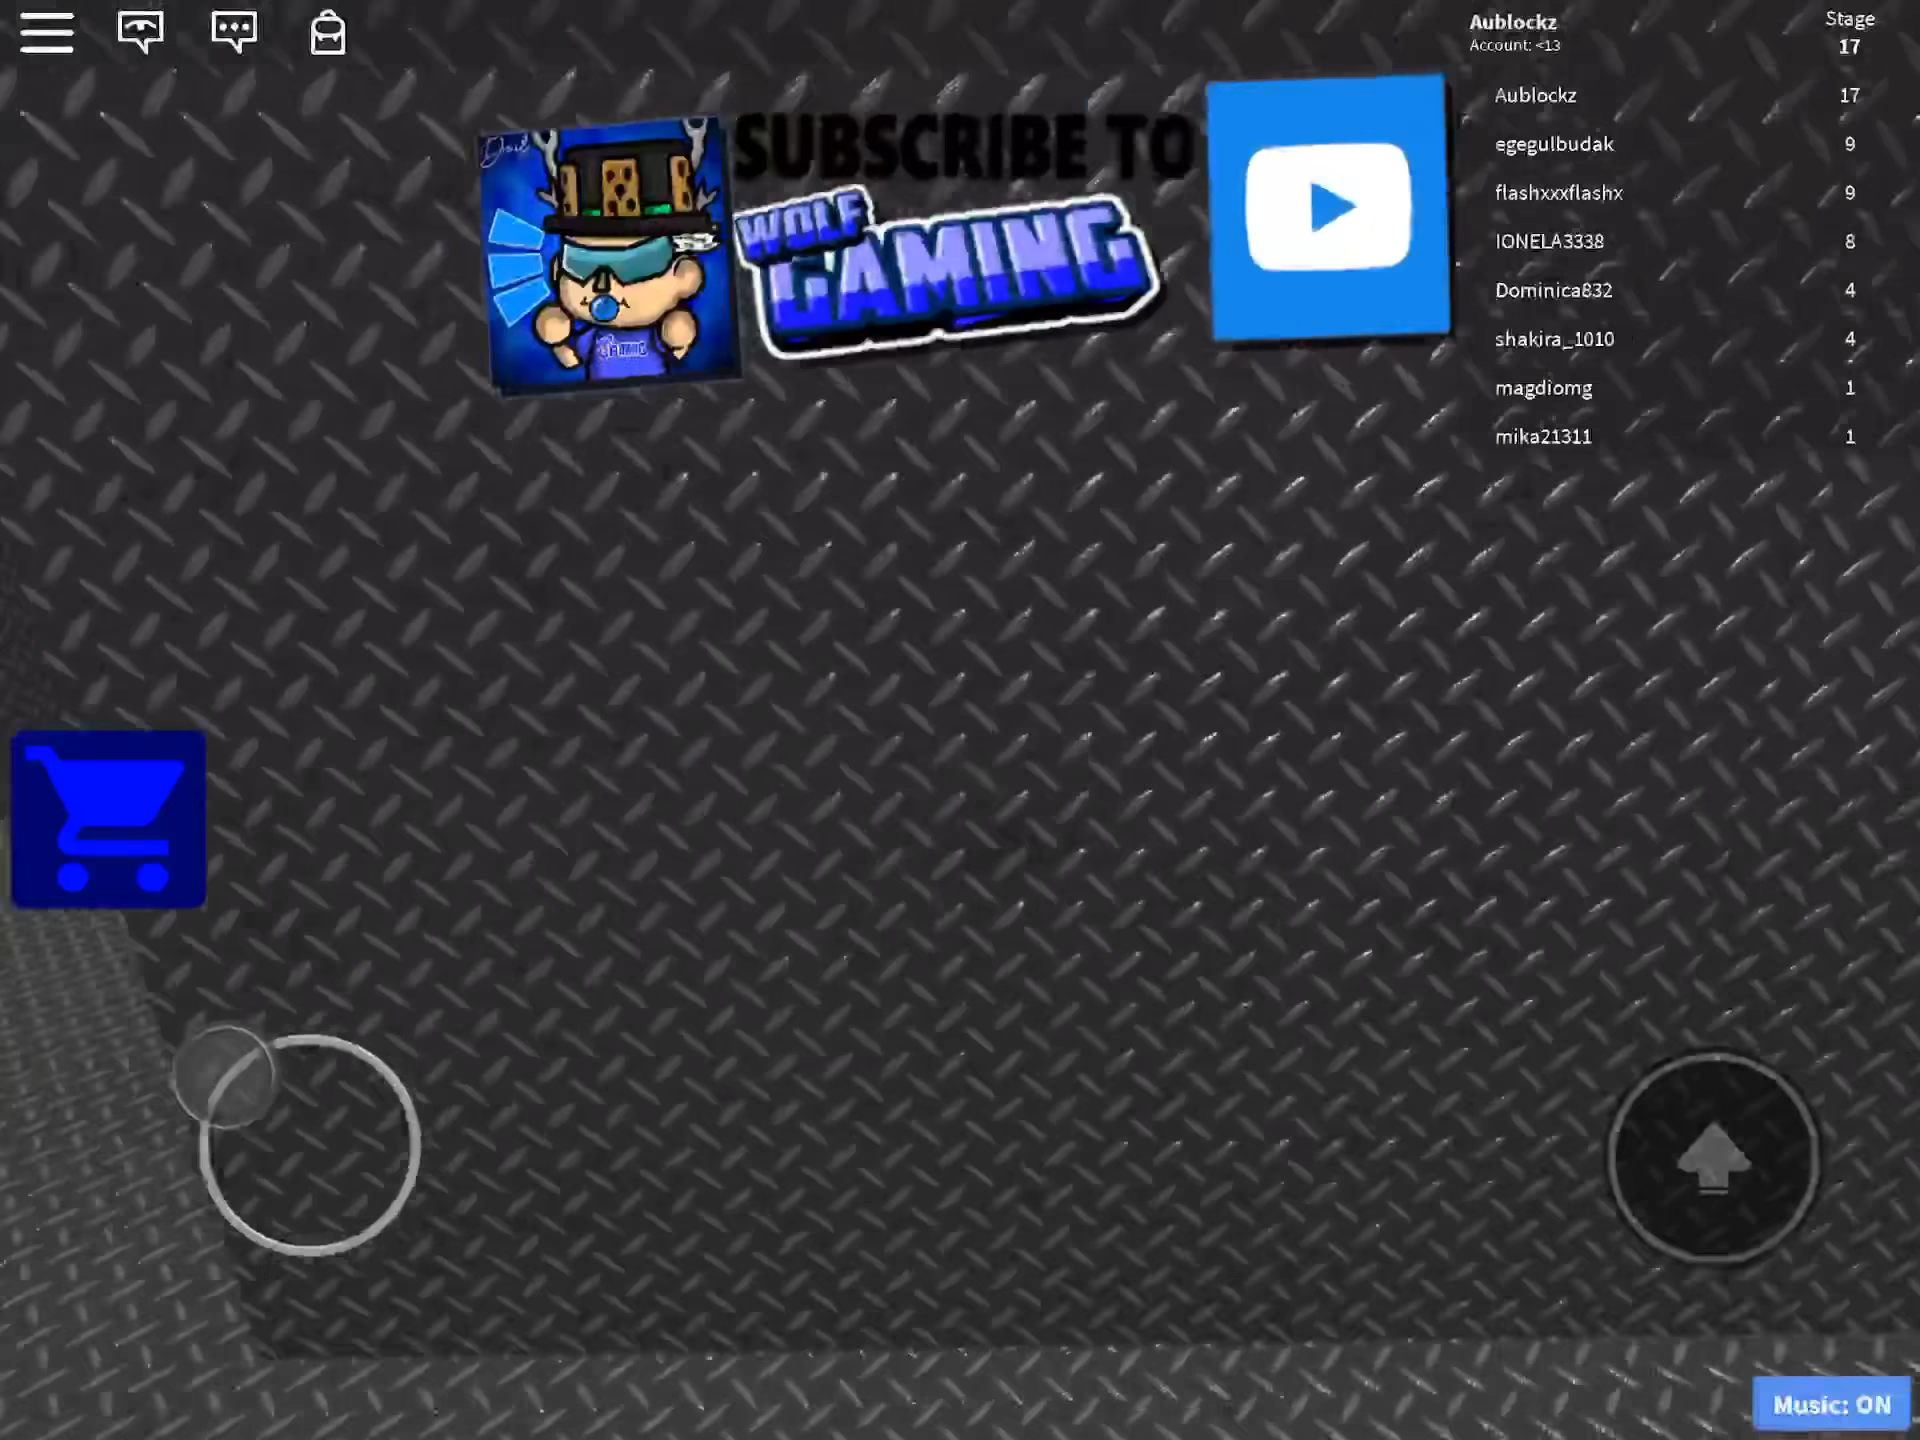 Aublockz
Account: <13
Stage
17
Aublockz 17
egegulbudak 9
flashxxxflashx 9
IONELA3338 8
Dominica832 4
shakira_1010 4
magdiomg 1
mika21311 1
SUBSCRIBE TO
WOLF
GAMING
GAMING
Music: ON